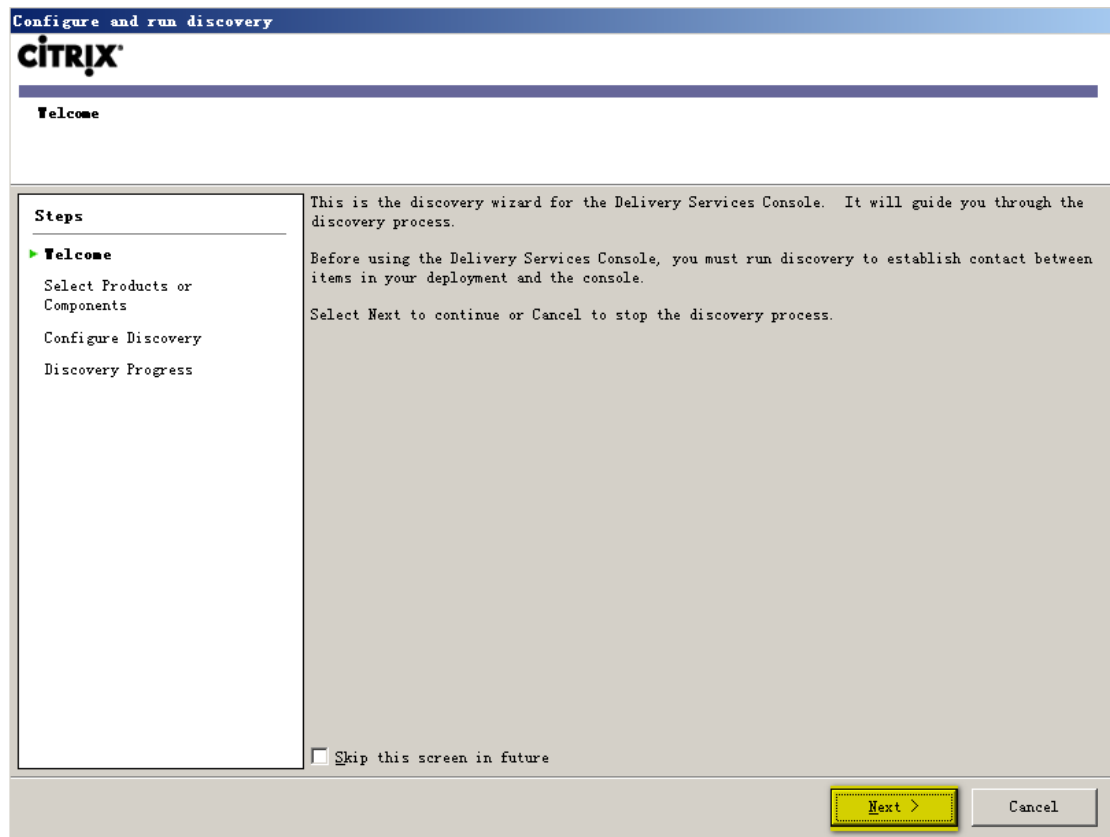 Configure and run discovery
CİTRIX®
Welcome
Steps
Welcome
Select Products or
Components
Configure Discovery
Discovery Progress
This is the discovery wizard for the Delivery Services Console.  It will guide you through the
discovery process.
Before using the Delivery Services Console, you must run discovery to establish contact between
items in your deployment and the console.
Select Next to continue or Cancel to stop the discovery process.
Skip this screen in future
Next >
Cancel